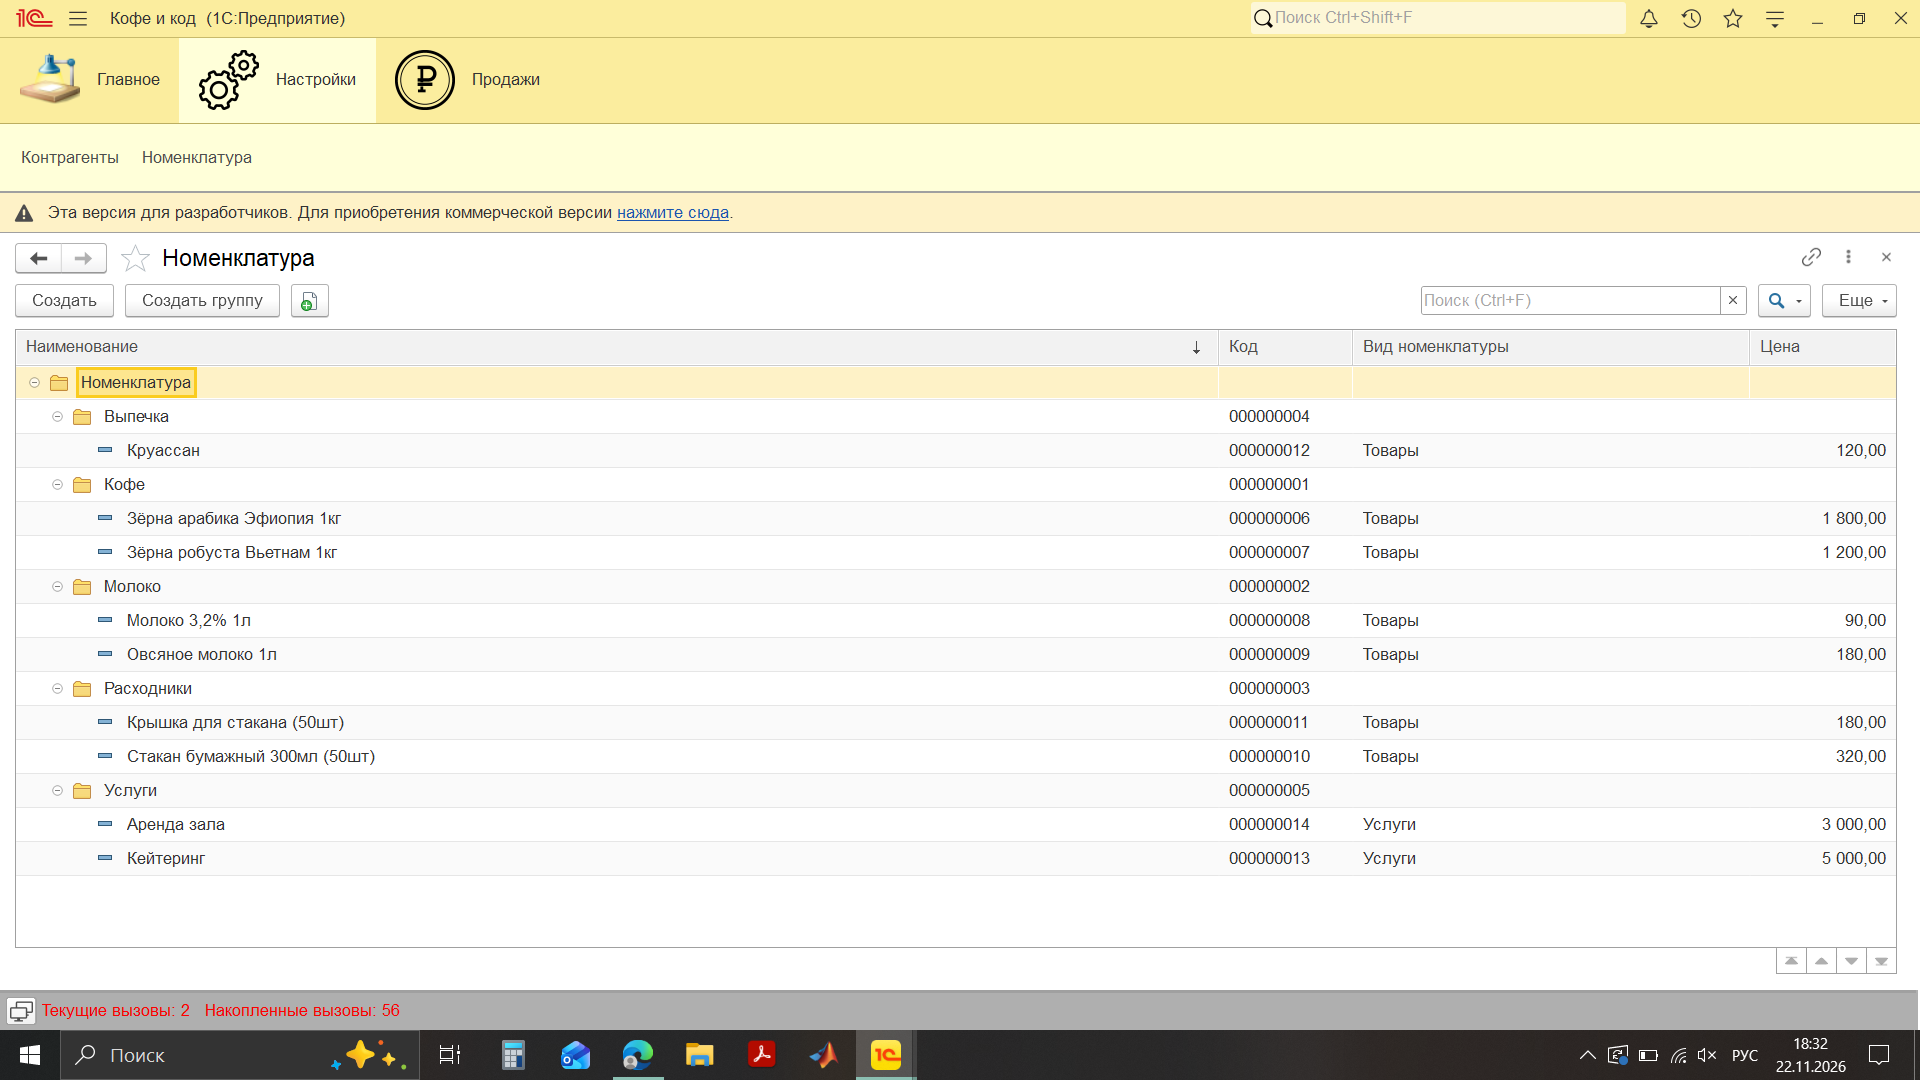 1С Кофе и код (1С:Предприятие) Поиск Ctrl+Shift+F
Главное Настройки Продажи
Контрагенты Номенклатура
Эта версия для разработчиков. Для приобретения коммерческой версии нажмите сюда.
Номенклатура
Создать Создать группу Поиск (Ctrl+F) × Еще
Наименование ↓ Код Вид номенклатуры Цена
Номенклатура
Выпечка 000000004
Круассан 000000012 Товары 120,00
Кофе 000000001
Зёрна арабика Эфиопия 1кг 000000006 Товары 1 800,00
Зёрна робуста Вьетнам 1кг 000000007 Товары 1 200,00
Молоко 000000002
Молоко 3,2% 1л 000000008 Товары 90,00
Овсяное молоко 1л 000000009 Товары 180,00
Расходники 000000003
Крышка для стакана (50шт) 000000011 Товары 180,00
Стакан бумажный 300мл (50шт) 000000010 Товары 320,00
Услуги 000000005
Аренда зала 000000014 Услуги 3 000,00
Кейтеринг 000000013 Услуги 5 000,00
Текущие вызовы: 2 Накопленные вызовы: 56
Поиск 1С РУС 18:32
22.11.2026